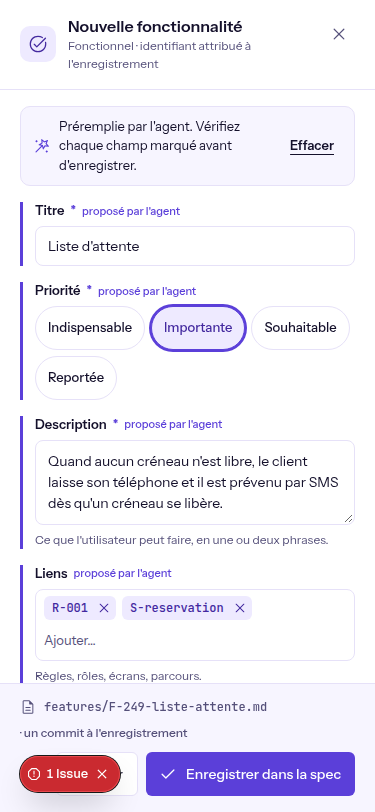 Nouvelle fonctionnalité
Fonctionnel · identifiant attribué à
l'enregistrement
Préremplie par l'agent. Vérifiez
chaque champ marqué avant
d'enregistrer.
Effacer
Titre * proposé par l'agent
Liste d'attente
Priorité * proposé par l'agent
Indispensable
Importante
Souhaitable
Reportée
Description * proposé par l'agent
Quand aucun créneau n'est libre, le client
laisse son téléphone et il est prévenu par SMS
dès qu'un créneau se libère.
Ce que l'utilisateur peut faire, en une ou deux phrases.
Liens proposé par l'agent
R-001
S-reservation
Ajouter...
Règles, rôles, écrans, parcours.
features/F-249-liste-attente.md
· un commit à l'enregistrement
1 Issue
Enregistrer dans la spec